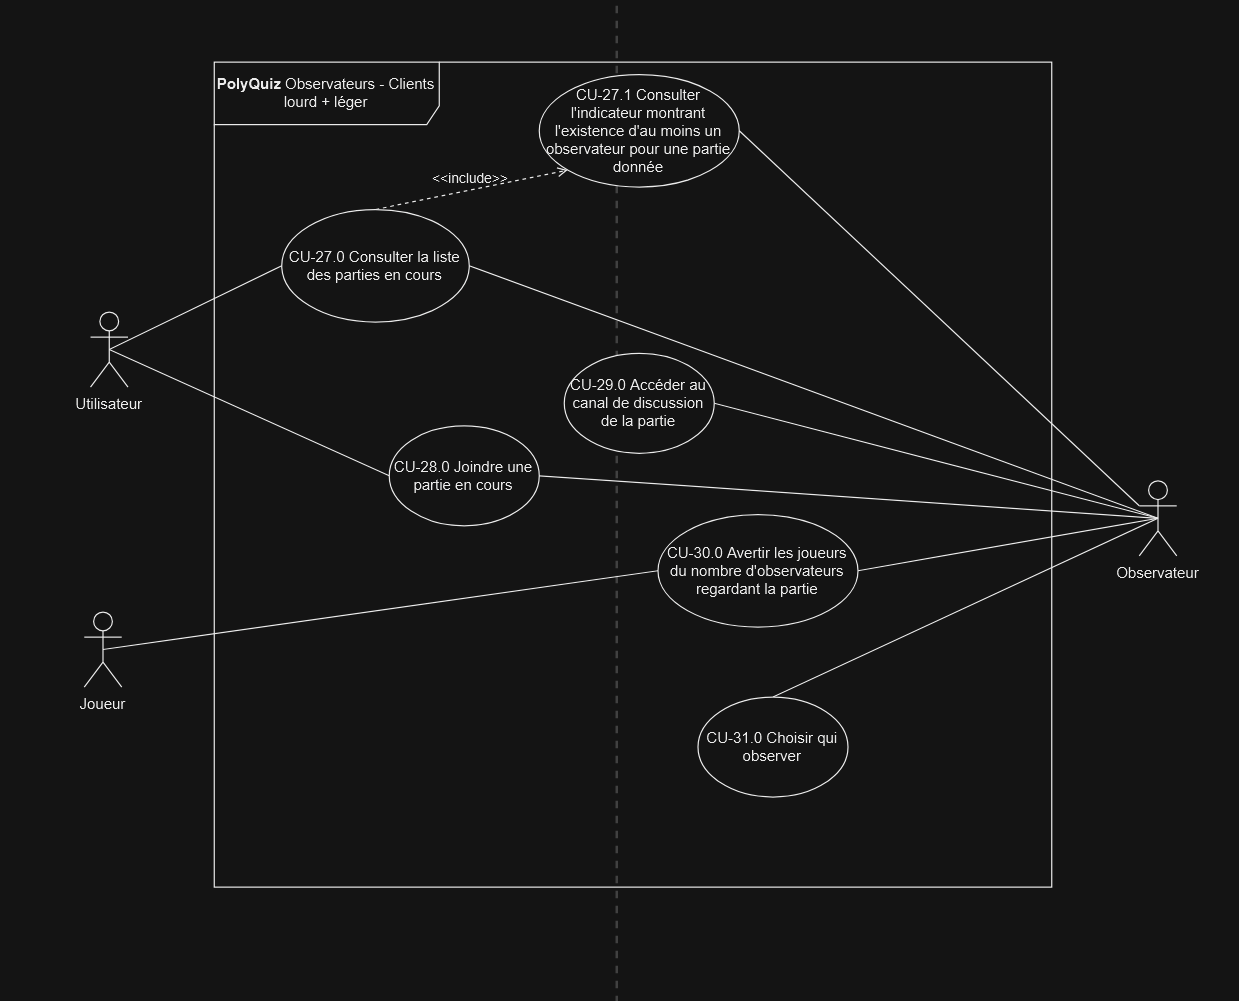 PolyQuiz Observateurs - Clients
lourd + léger
CU-27.1 Consulter
l'indicateur montrant
l'existence d'au moins un
observateur pour une partie
donnée
<<include>>
CU-27.0 Consulter la liste
des parties en cours
Utilisateur
CU-29.0 Accéder au
canal de discussion
de la partie
CU-28.0 Joindre une
partie en cours
Observateur
CU-30.0 Avertir les joueurs
du nombre d'observateurs
regardant la partie
Joueur
CU-31.0 Choisir qui
observer